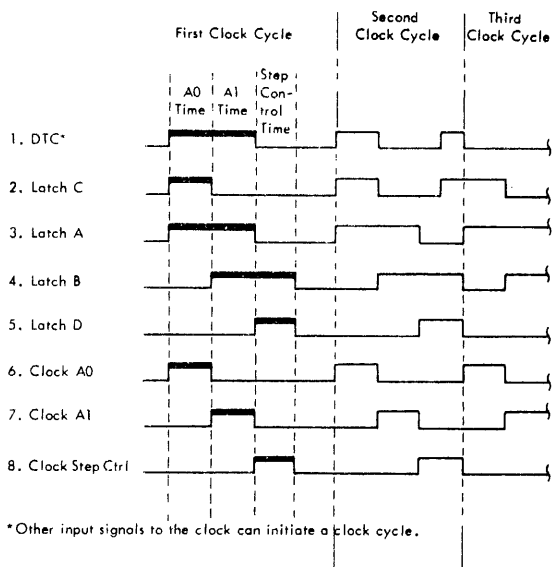 First Clock Cycle
Second
Clock Cycle
Third
Clock Cycle
A0
Time
A1
Time
Step
Con-
trol
Time
1. DTC*
2. Latch C
3. Latch A
4. Latch B
5. Latch D
6. Clock A0
7. Clock A1
8. Clock Step Ctrl
*Other input signals to the clock can initiate a clock cycle.